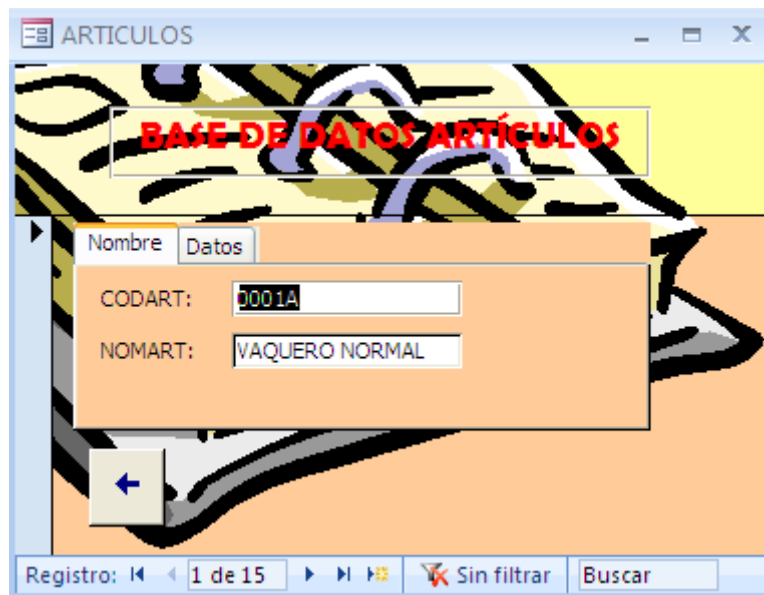 ARTICULOS
BASE DE DATOS ARTÍCULOS
Nombre Datos
CODART: 0001A
NOMART: VAQUERO NORMAL
Registro: 1 de 15 Sin filtrar Buscar